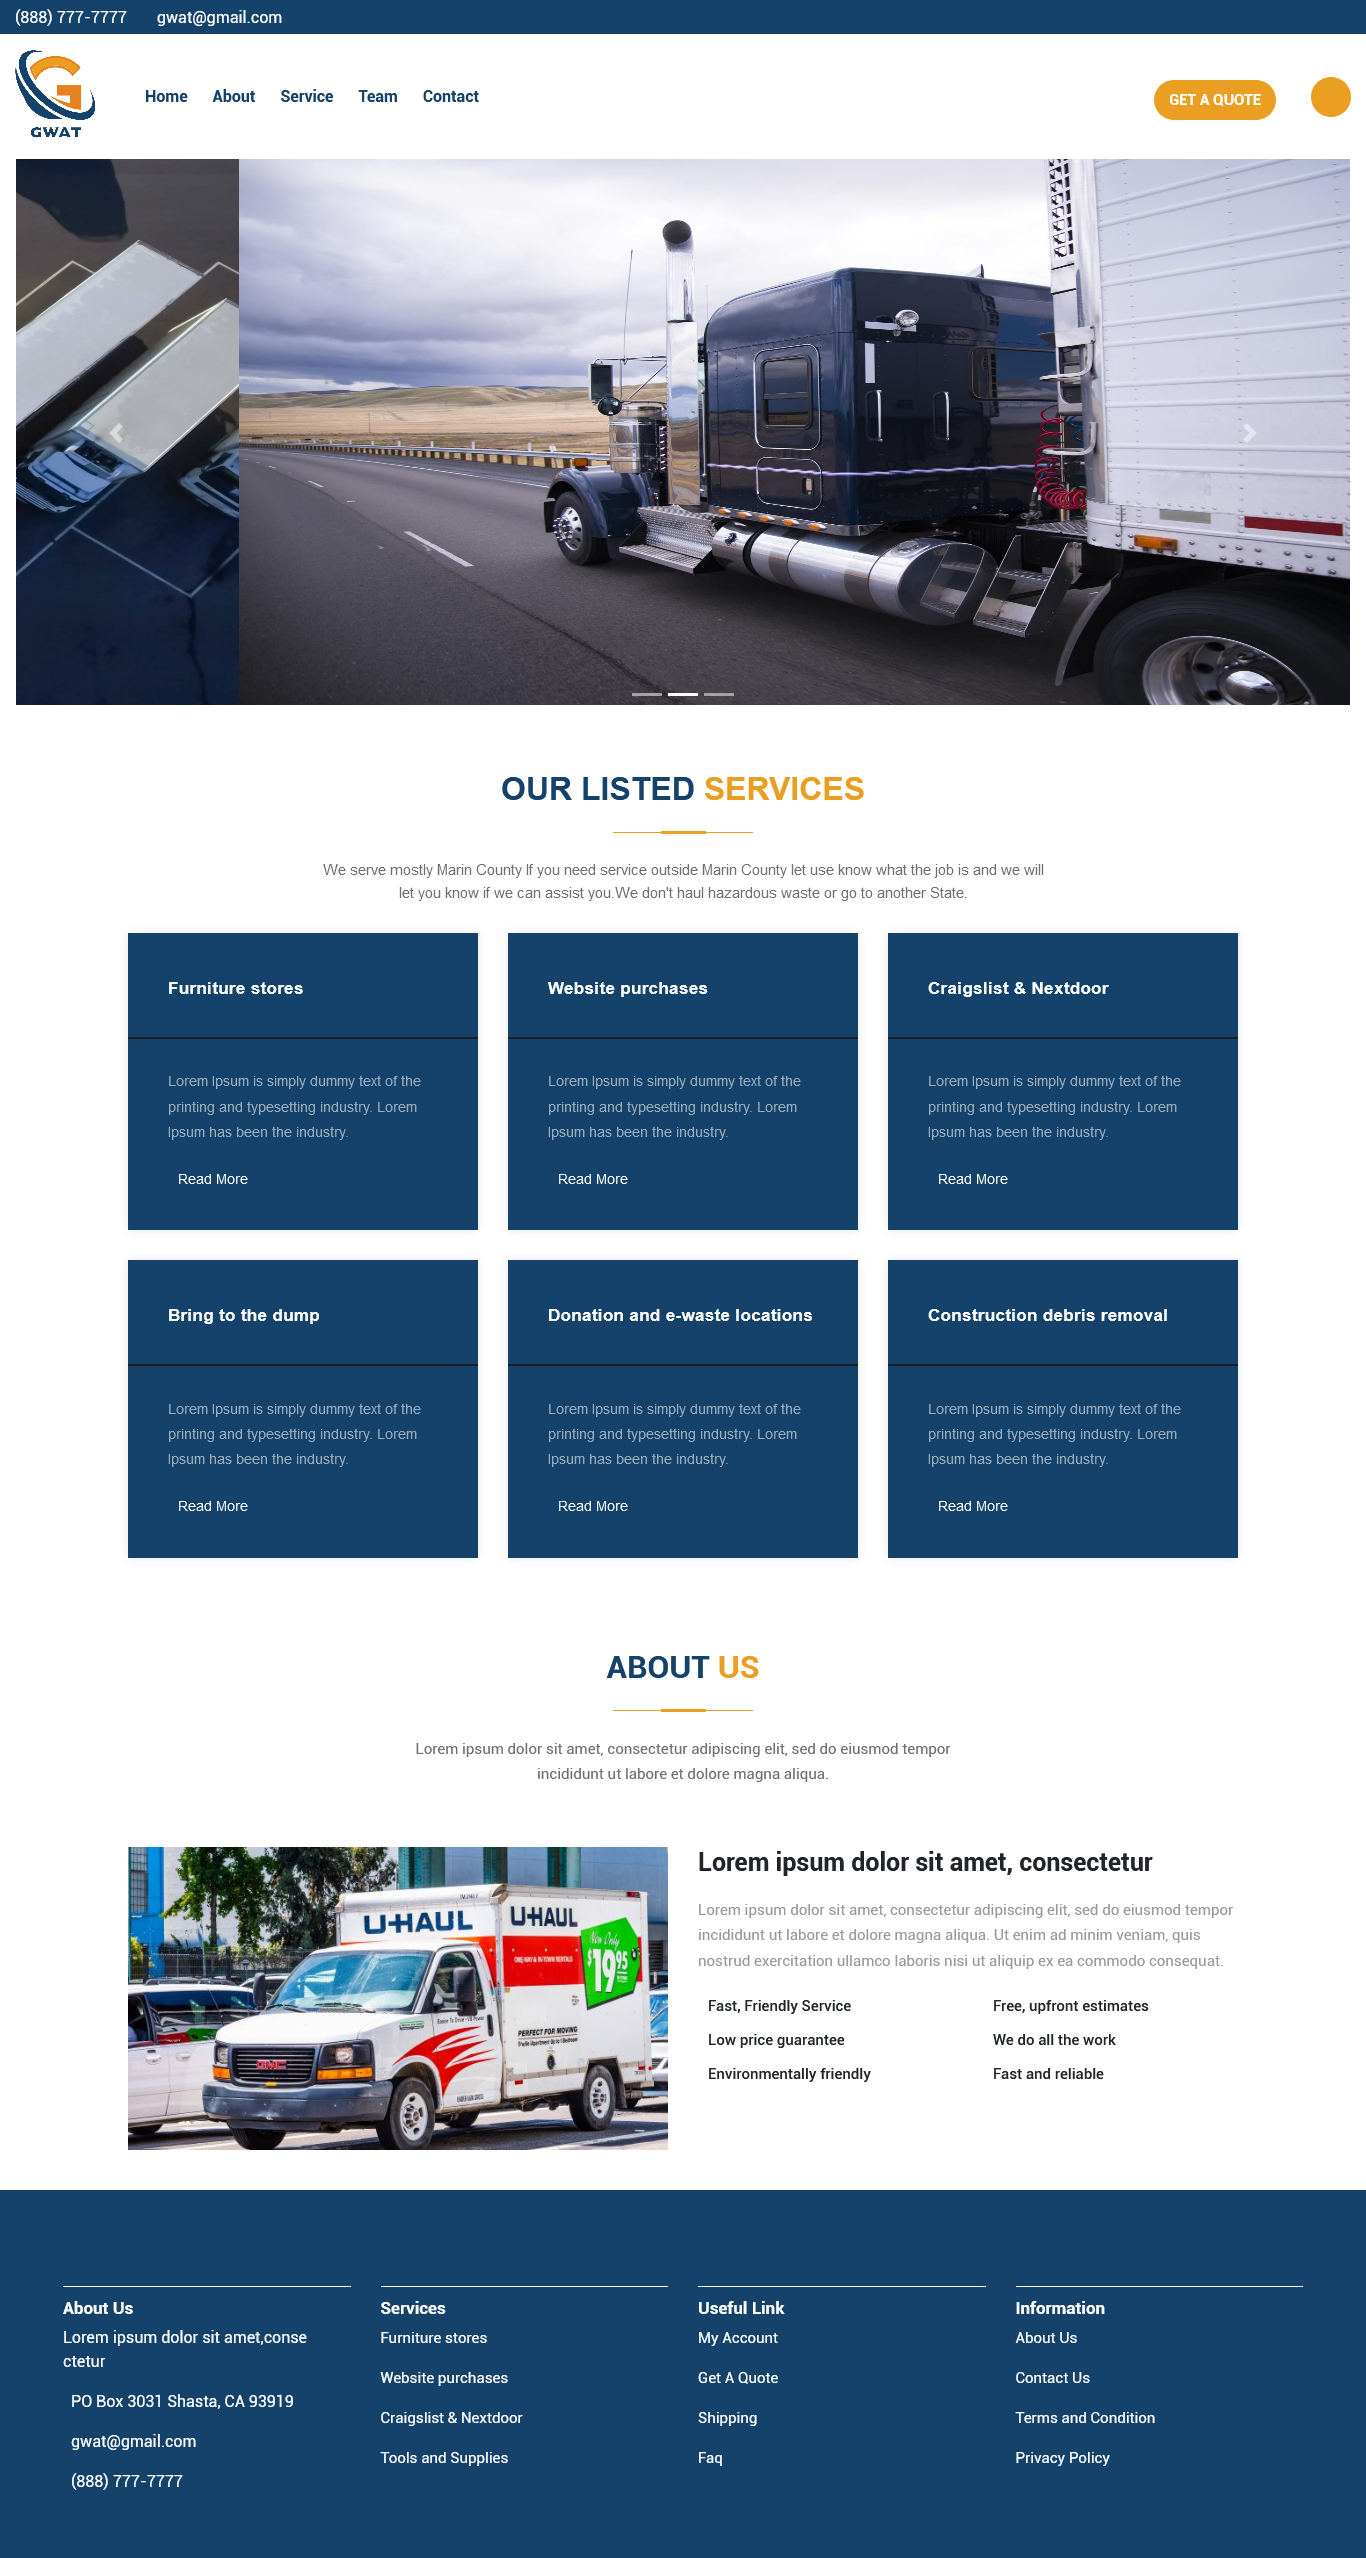 (888) 777-7777 gwat@gmail.com
GWAT
Home About Service Team Contact
GET A QUOTE
OUR LISTED SERVICES
We serve mostly Marin County If you need service outside Marin County let use know what the job is and we will
let you know if we can assist you.We don't haul hazardous waste or go to another State.
Furniture stores
Lorem Ipsum is simply dummy text of the
printing and typesetting industry. Lorem
Ipsum has been the industry.
Read More
Website purchases
Lorem Ipsum is simply dummy text of the
printing and typesetting industry. Lorem
Ipsum has been the industry.
Read More
Craigslist & Nextdoor
Lorem Ipsum is simply dummy text of the
printing and typesetting industry. Lorem
Ipsum has been the industry.
Read More
Bring to the dump
Lorem Ipsum is simply dummy text of the
printing and typesetting industry. Lorem
Ipsum has been the industry.
Read More
Donation and e-waste locations
Lorem Ipsum is simply dummy text of the
printing and typesetting industry. Lorem
Ipsum has been the industry.
Read More
Construction debris removal
Lorem Ipsum is simply dummy text of the
printing and typesetting industry. Lorem
Ipsum has been the industry.
Read More
ABOUT US
Lorem ipsum dolor sit amet, consectetur adipiscing elit, sed do eiusmod tempor
incididunt ut labore et dolore magna aliqua.
U-HAUL
U-HAUL
Now Only
$19.95
ONE-WAY & IN-TOWN RENTALS
PERFECT FOR MOVING
GMC
Lorem ipsum dolor sit amet, consectetur
Lorem ipsum dolor sit amet, consectetur adipiscing elit, sed do eiusmod tempor
incididunt ut labore et dolore magna aliqua. Ut enim ad minim veniam, quis
nostrud exercitation ullamco laboris nisi ut aliquip ex ea commodo consequat.
Fast, Friendly Service
Low price guarantee
Environmentally friendly
Free, upfront estimates
We do all the work
Fast and reliable
About Us
Lorem ipsum dolor sit amet,conse
ctetur
PO Box 3031 Shasta, CA 93919
gwat@gmail.com
(888) 777-7777
Services
Furniture stores
Website purchases
Craigslist & Nextdoor
Tools and Supplies
Useful Link
My Account
Get A Quote
Shipping
Faq
Information
About Us
Contact Us
Terms and Condition
Privacy Policy